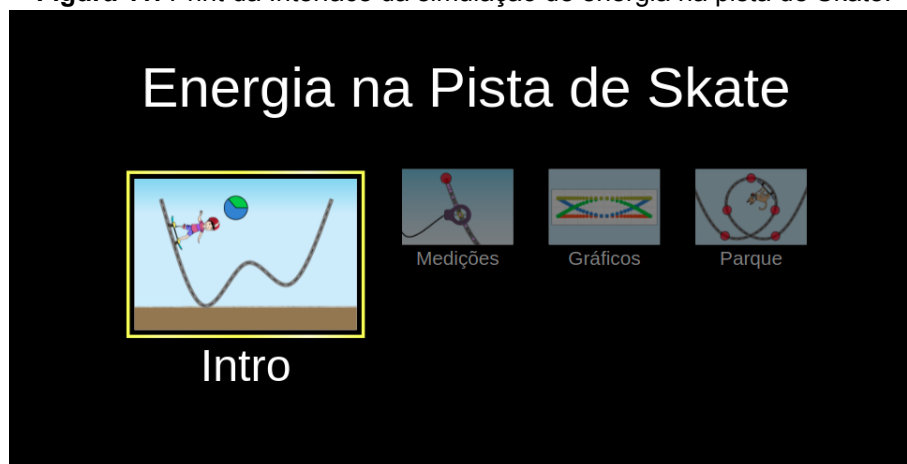 Energia na Pista de Skate
Medições
Gráficos
Parque
Intro